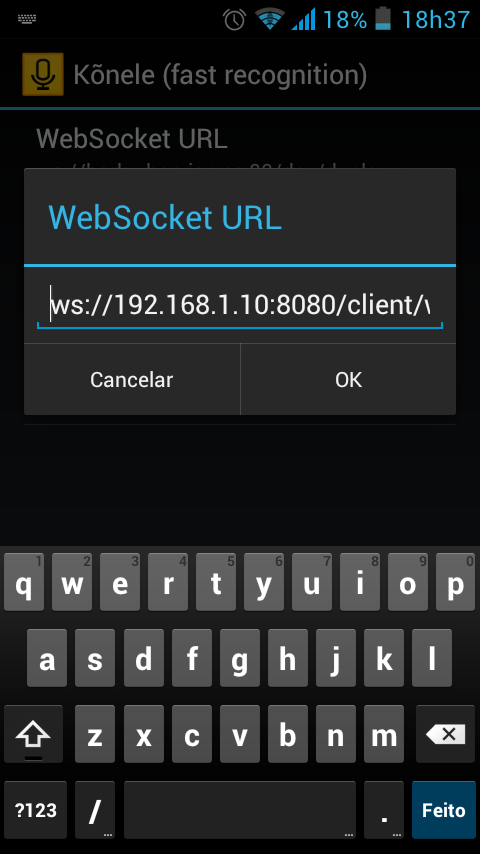 18% 18h37
Kõnele (fast recognition)
WebSocket URL
WebSocket URL
ws://192.168.1.10:8080/client/
Cancelar OK
1 2 3 4 5 6 7 8 9 0
q w e r t y u i o p
a s d f g h j k l
z x c v b n m
?123 / ... ... . ... Feito